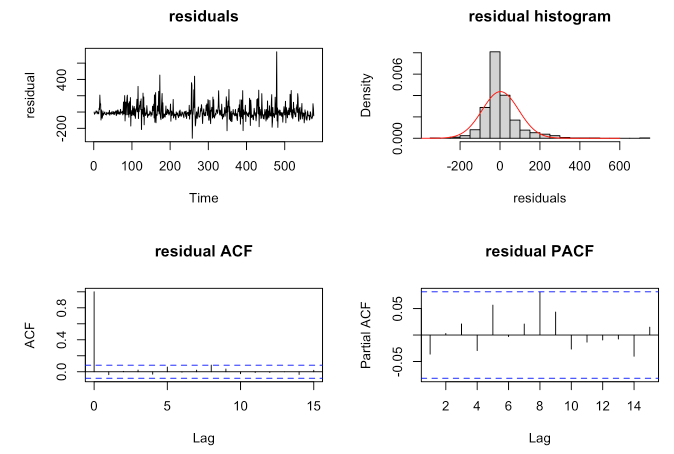 residuals
residual
400
-200
0 100 200 300 400 500
Time
residual histogram
Density
0.006
0.000
-200 0 200 400 600
residuals
residual ACF
ACF
0.8
0.4
0.0
0 5 10 15
Lag
residual PACF
Partial ACF
0.05
-0.05
2 4 6 8 10 12 14
Lag